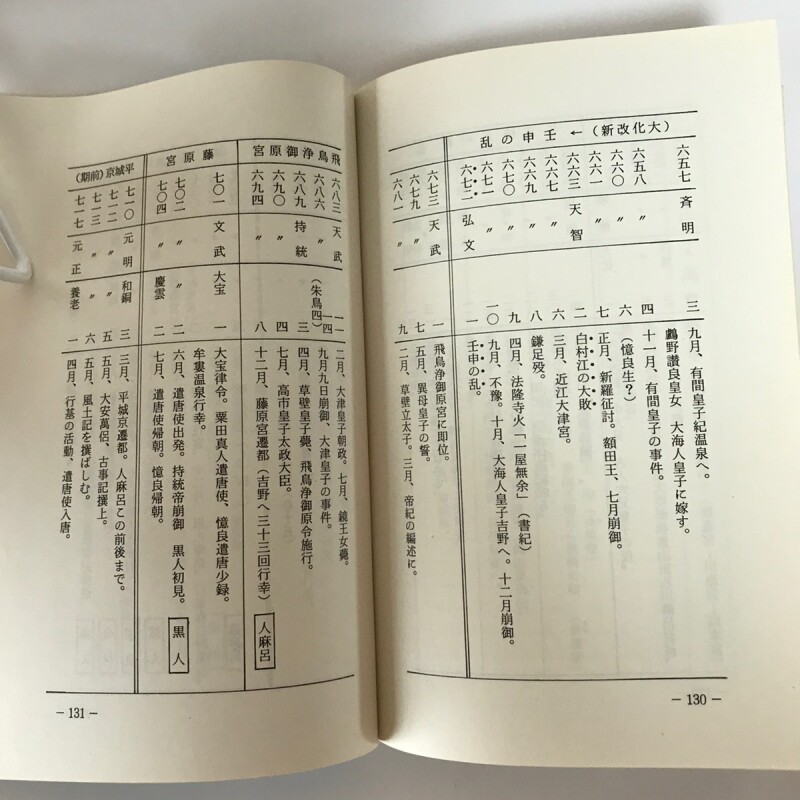 （大化改新）→壬申の乱
六五七 斉明 三 九月、有間皇子紀温泉へ。
鸕野讃良皇女 大海人皇子に嫁す。
六五八 〃 四 十一月、有間皇子の事件。
六六〇 〃 六 （憶良生？）
六六一 〃 七 正月、新羅征討。額田王、七月崩御。
六六三 天智 二 白村江の大敗
六六七 〃 六 三月、近江大津宮。
六六九 〃 八 鎌足歿。
六七〇 〃 九 四月、法隆寺火「一屋無余」（書紀）
六七一 〃 一〇 九月、不豫。十月、大海人皇子吉野へ。十二月崩御。
六七二 弘文 一 壬申の乱。
六七三 天武 一 飛鳥浄御原宮に即位。
六七九 〃 七 五月、異母皇子の誓。
六八一 〃 九 二月、草壁立太子。三月、帝紀の編述に。
— 130 —
飛鳥浄御原宮
六八三 天武 一一 二月、大津皇子朝政。七月、鏡王女薨。
六八六 〃 （朱鳥四） 一四 九月九日崩御、大津皇子の事件。
六八九 持統 三 四月、草壁皇子薨、飛鳥浄御原令施行。
六九〇 〃 四 七月、高市皇子太政大臣。
六九四 〃 八 十二月、藤原宮遷都（吉野へ三十三回行幸） 人麻呂
藤原宮
七〇一 文武 大宝 一 大宝律令。粟田真人遣唐使、憶良遣唐少録。
牟婁温泉行幸。
七〇二 〃 〃 二 六月、遣唐使出発。持統帝崩御 黒人初見。 黒人
七〇四 〃 慶雲 二 七月、遣唐使帰朝。憶良帰朝。
平城京（前期）
七一〇 元明 和銅 三 三月、平城京遷都。人麻呂この前後まで。
七一二 〃 〃 五 五月、大安萬侶、古事記撰上。
七一三 〃 〃 六 五月、風土記を撰ばしむ。
七一七 元正 養老 一 四月、行基の活動、遣唐使入唐。
— 131 —